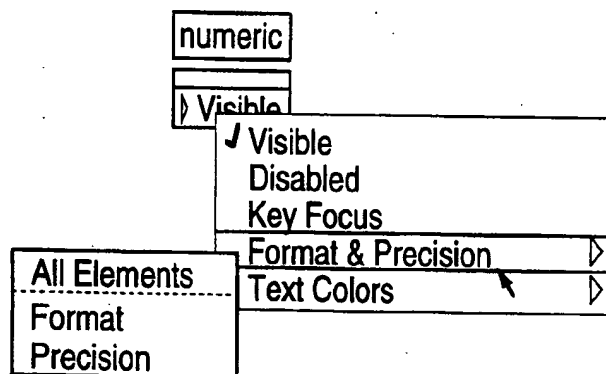 numeric
Visible
Visible
Disabled
Key Focus
Format & Precision
Text Colors
All Elements
Format
Precision